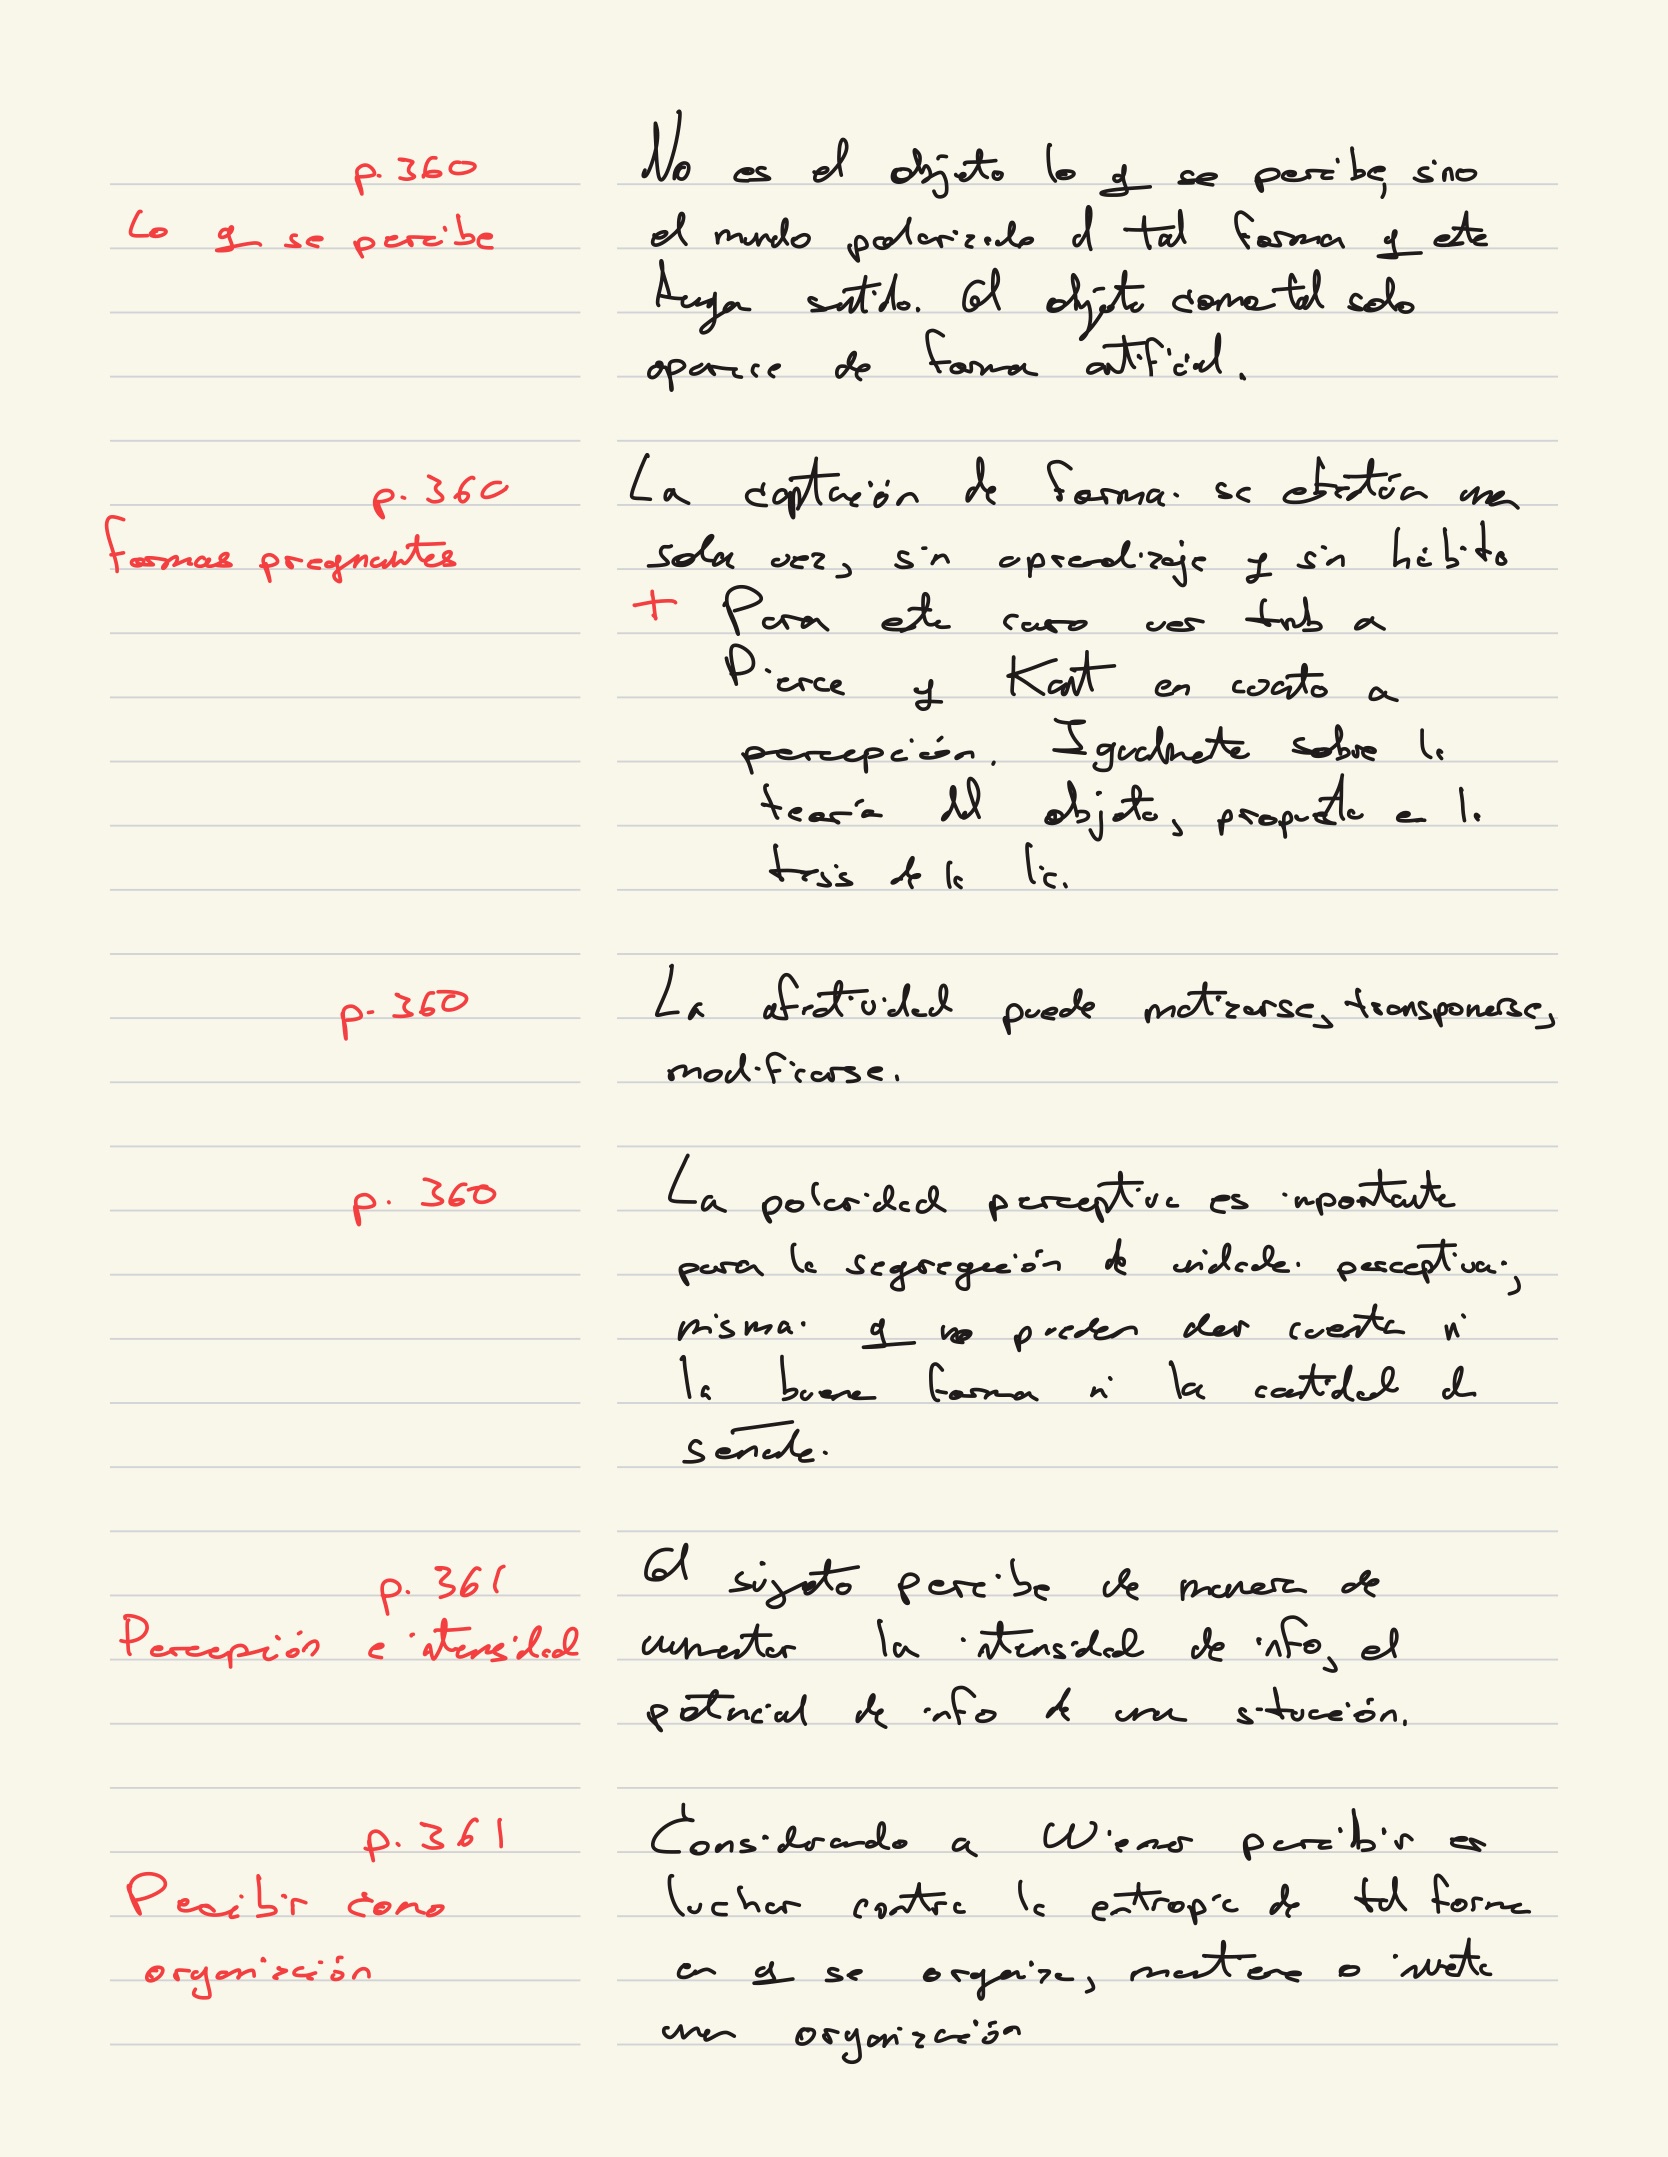 p. 360
Lo q se percibe
No es el objeto lo q se percibe, sino
el mundo polarizado d tal forma q este
tenga sentido. El objeto como tal solo
aparece de forma artificial.
p. 360
formas pregnantes
La captación de formas se efectúa una
sola vez, sin aprendizaje y sin hábito
+ Para este caso ver tmb a
Pierce y Kant en cuanto a
percepción. Igualmente sobre la
teoría del objeto, propuesta en la
tesis de la lic.
p. 360
La afectividad puede matizarse, transponerse,
modificarse.
p. 360
La polaridad perceptiva es importante
para la segregación de unidades perceptivas,
mismas q no pueden dar cuenta ni
la buena forma ni la cantidad d
señales.
p. 361
Percepción e intensidad
El sujeto percibe de manera de
aumentar la intensidad de info, el
potencial de info de una situación.
p. 361
Percibir como
organización
Considerando a Wiener percibir es
luchar contra la entropía de tal forma
en q se organiza, mantiene o inventa
una organización